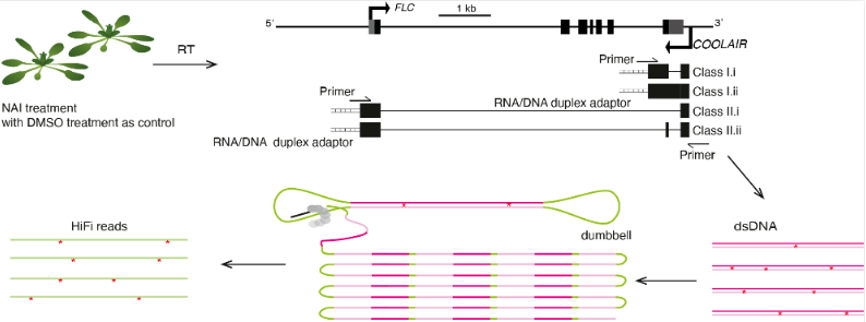 5´
FLC
1 kb
3´
COOLAIR
RT
Primer
Class I.i
Class I.ii
NAI treatment
with DMSO treatment as control
Primer
RNA/DNA duplex adaptor
Class II.i
Class II.ii
RNA/DNA duplex adaptor
Primer
HiFi reads
dumbbell
dsDNA